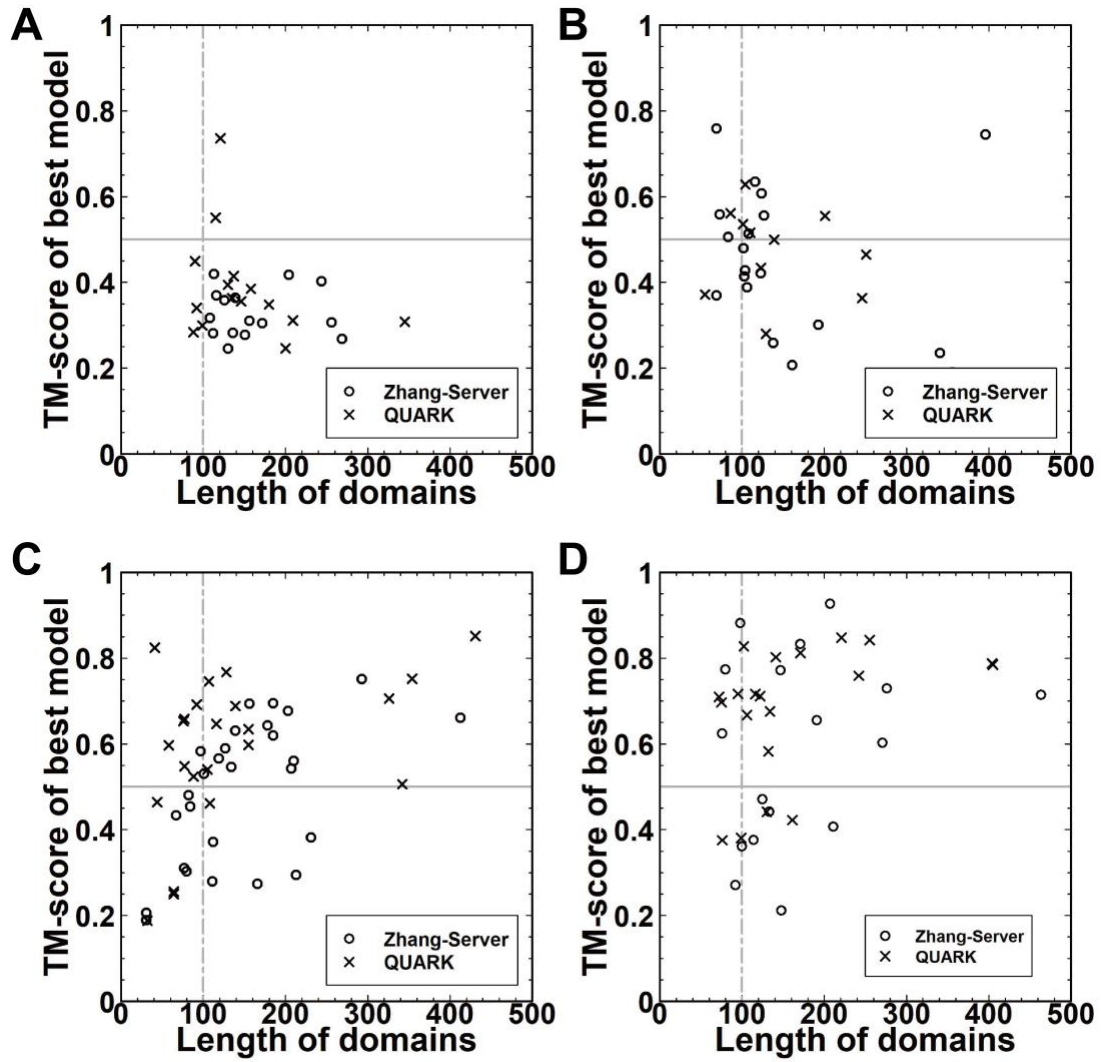 A
TM-score of best model
1
0.8
0.6
0.4
0.2
0
0 100 200 300 400 500
Length of domains
Zhang-Server
QUARK
B
TM-score of best model
1
0.8
0.6
0.4
0.2
0
0 100 200 300 400 500
Length of domains
Zhang-Server
QUARK
C
TM-score of best model
1
0.8
0.6
0.4
0.2
0
0 100 200 300 400 500
Length of domains
Zhang-Server
QUARK
D
TM-score of best model
1
0.8
0.6
0.4
0.2
0
0 100 200 300 400 500
Length of domains
Zhang-Server
QUARK